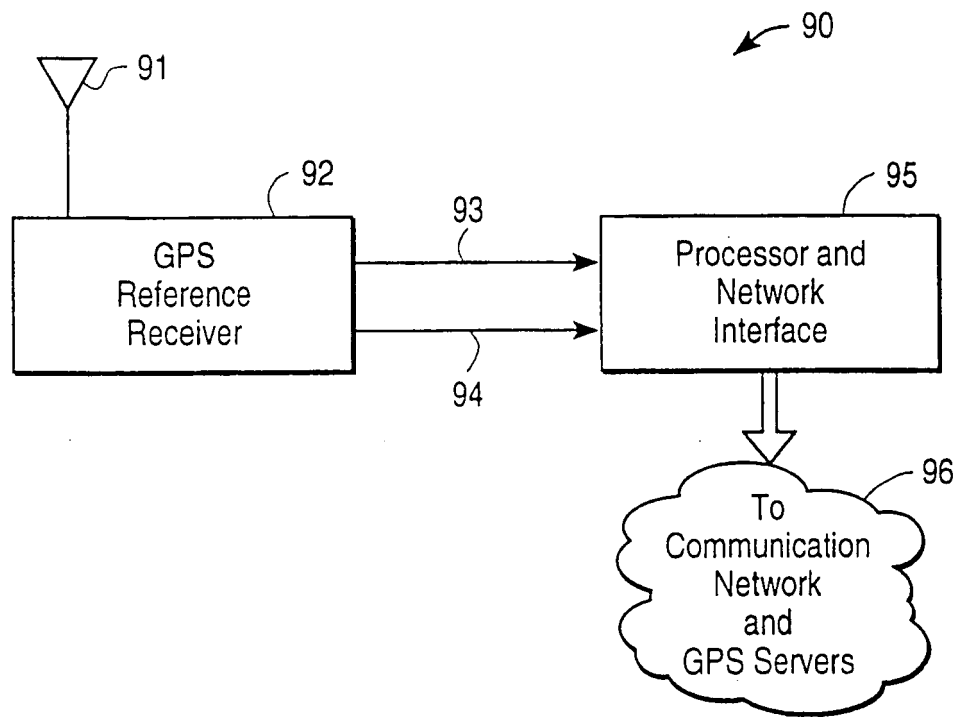 90
91
92
GPS
Reference
Receiver
93
94
95
Processor and
Network
Interface
96
To
Communication
Network
and
GPS Servers